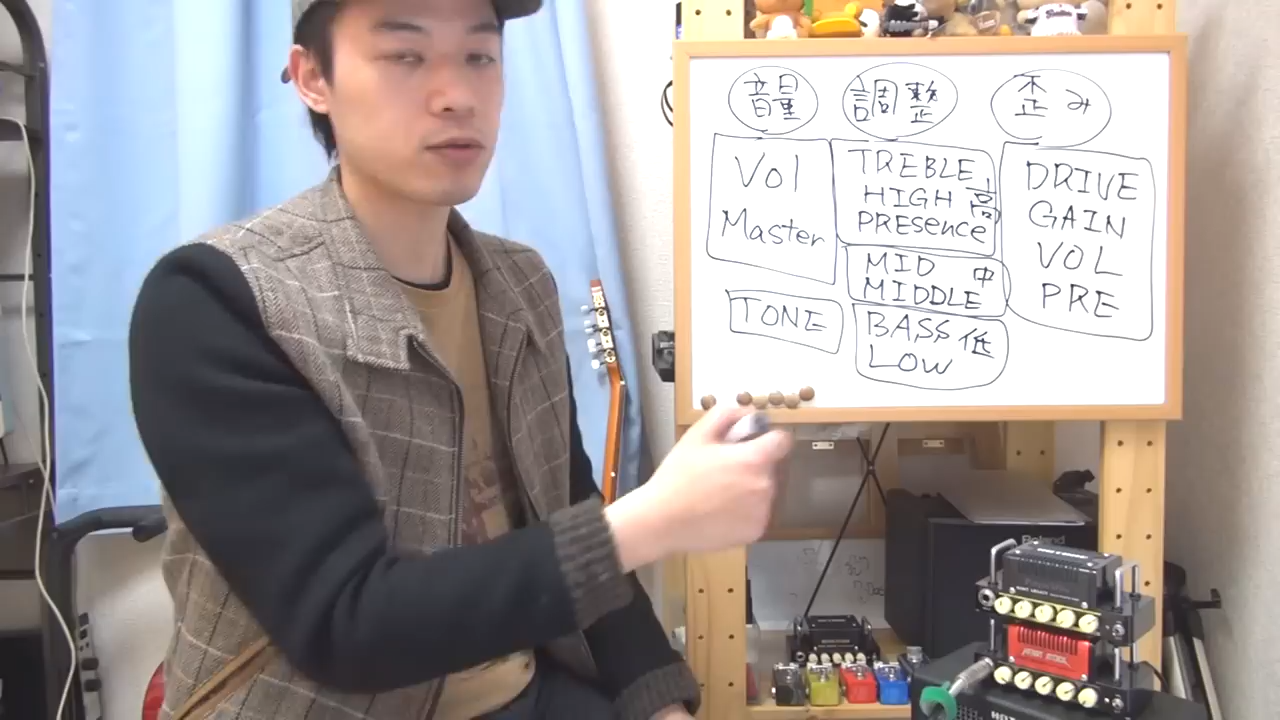 音量
Vol
Master
TONE
調整
TREBLE
HIGH 高
PRESENCE
MID 中
MIDDLE
BASS 低
LOW
歪み
DRIVE
GAIN
VOL
PRE
Roland